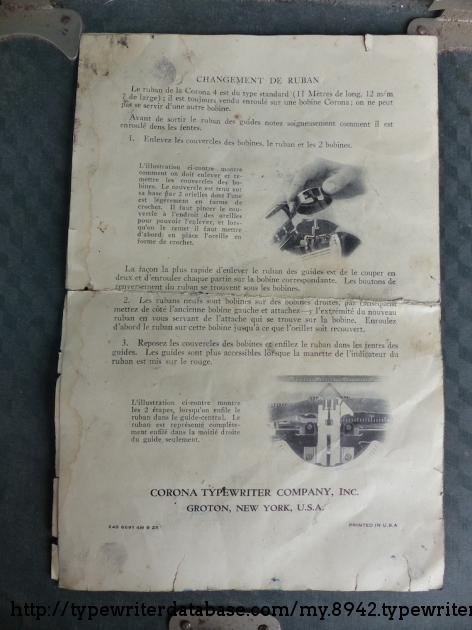 CHANGEMENT DE RUBAN
Le ruban de la Corona 4 est du type standard (11 Mètres de long, 12 m/m
7 de large); il est toujours vendu enroulé sur une bobine Corona; on ne peut
pas se servir d'une autre bobine.
Avant de sortir le ruban des guides notez soigneusement comment il est
enroulé dans les fentes.
1. Enlevez les couvercles des bobines, le ruban et les 2 bobines.
L'illustration ci-contre montre
comment on doit enlever et re-
mettre les couvercles des bo-
bines. Le couvercle est tenu sur
sa base par 2 oreilles dont l'une
est légèrement en forme de
crochet. Il faut pincer le cou-
vercle à l'endroit des oreilles
pour pouvoir l'enlever, et lors-
qu'on le remet il faut mettre
d'abord en place l'oreille en
forme de crochet.
La façon la plus rapide d'enlever le ruban des guides est de le couper en
deux et d'enrouler chaque partie sur la bobine correspondante. Les boutons de
renversement du ruban se trouvent sous les bobines.
2. Les rubans neufs sont bobinés sur des bobines droites, par conséquent
mettez de côté l'ancienne bobine gauche et attachez—y l'extrémité du nouveau
ruban en vous servant de l'attache qui se trouve sur la bobine. Enroulez
d'abord le ruban sur cette bobine jusqu'à ce que l'oeillet soit recouvert.
3. Reposez les couvercles des bobines et enfilez le ruban dans les fentes des
guides. Les guides sont plus accessibles lorsque la manette de l'indicateur du
ruban est mis sur le rouge.
L'illustration ci-contre montre
les 2 étapes, lorsqu'on enfile le
ruban dans le guide-central. Le
ruban est représenté complète-
ment enfilé dans la moitié droite
du guide seulement.
CORONA TYPEWRITER COMPANY, INC.
GROTON, NEW YORK, U.S.A.
PRINTED IN U.S.A
http://typewriterdatabase.com/my.8942.typewriter